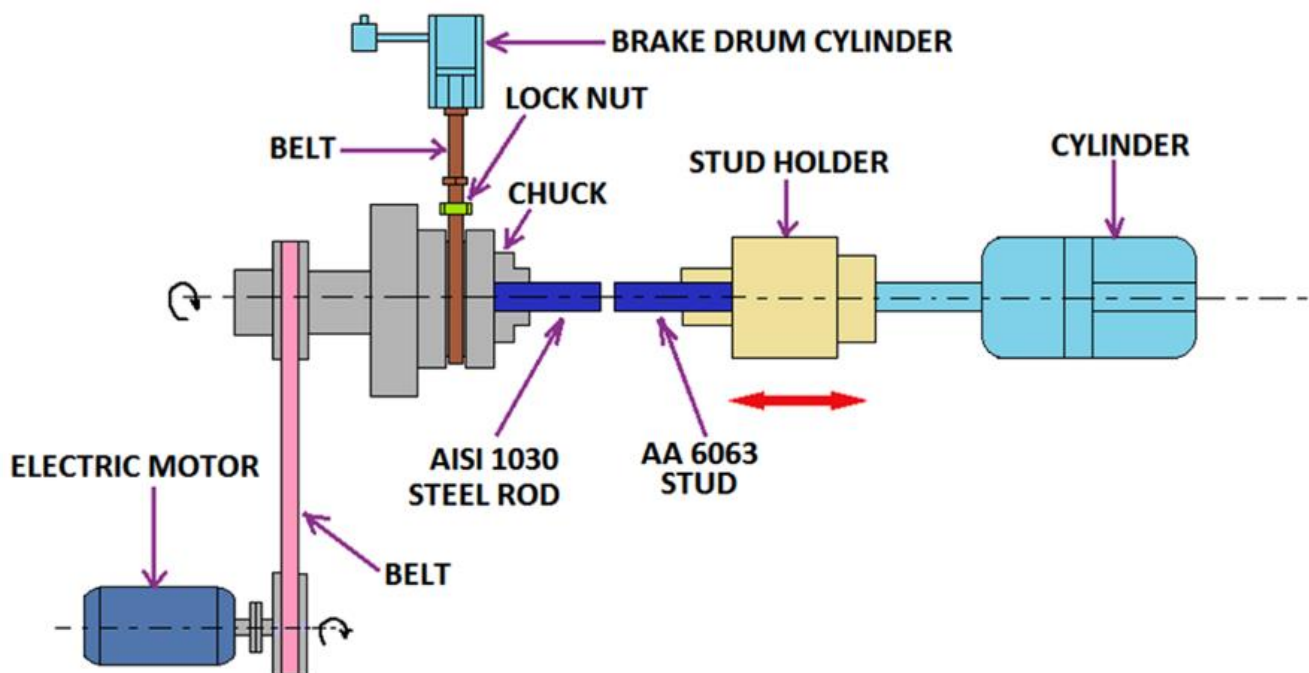 BRAKE DRUM CYLINDER
LOCK NUT
BELT
STUD HOLDER
CYLINDER
CHUCK
AISI 1030
STEEL ROD
AA 6063
STUD
ELECTRIC MOTOR
BELT